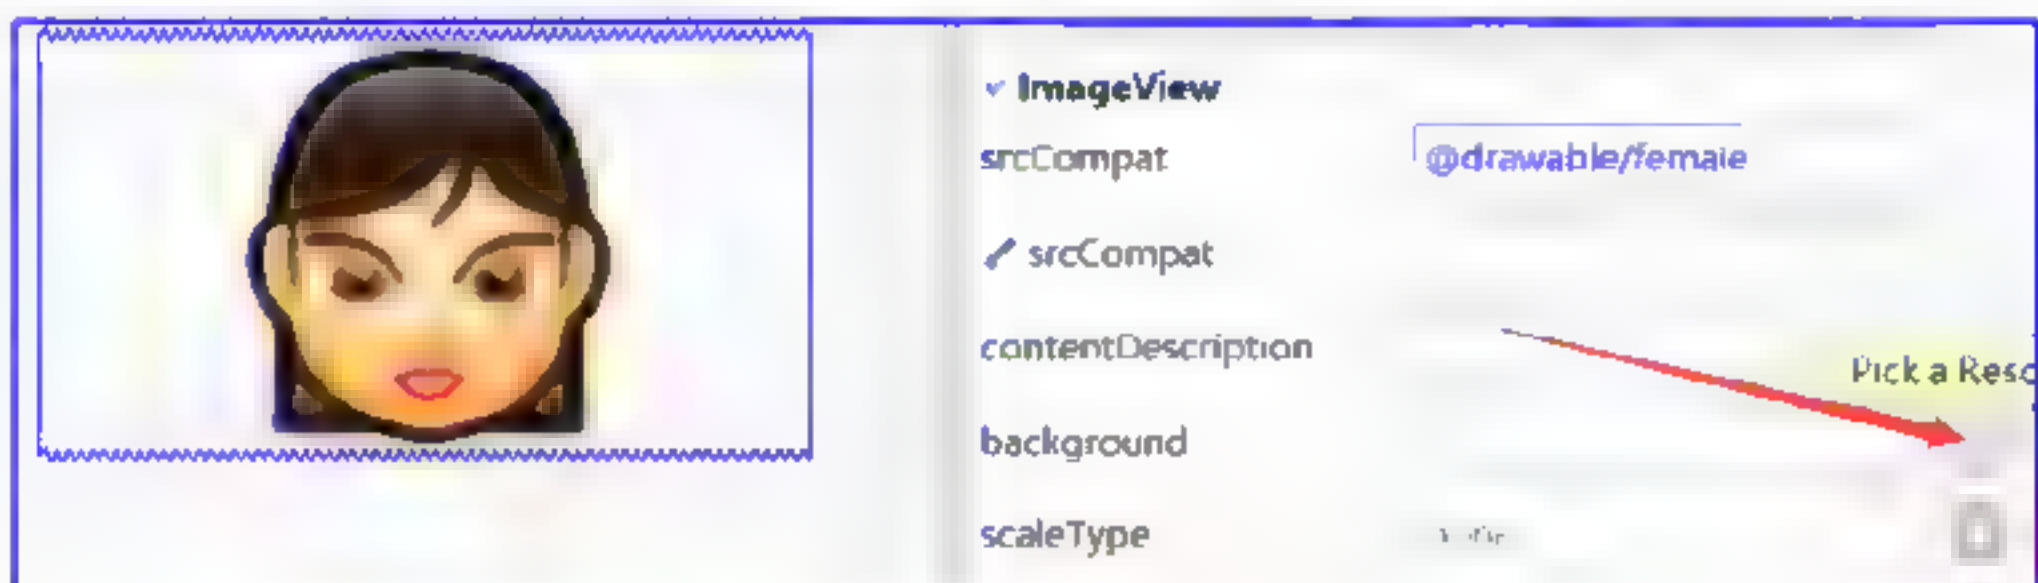 ImageView
srcCompat @drawable/female
srcCompat
contentDescription
Pick a Reso
background
scaleType